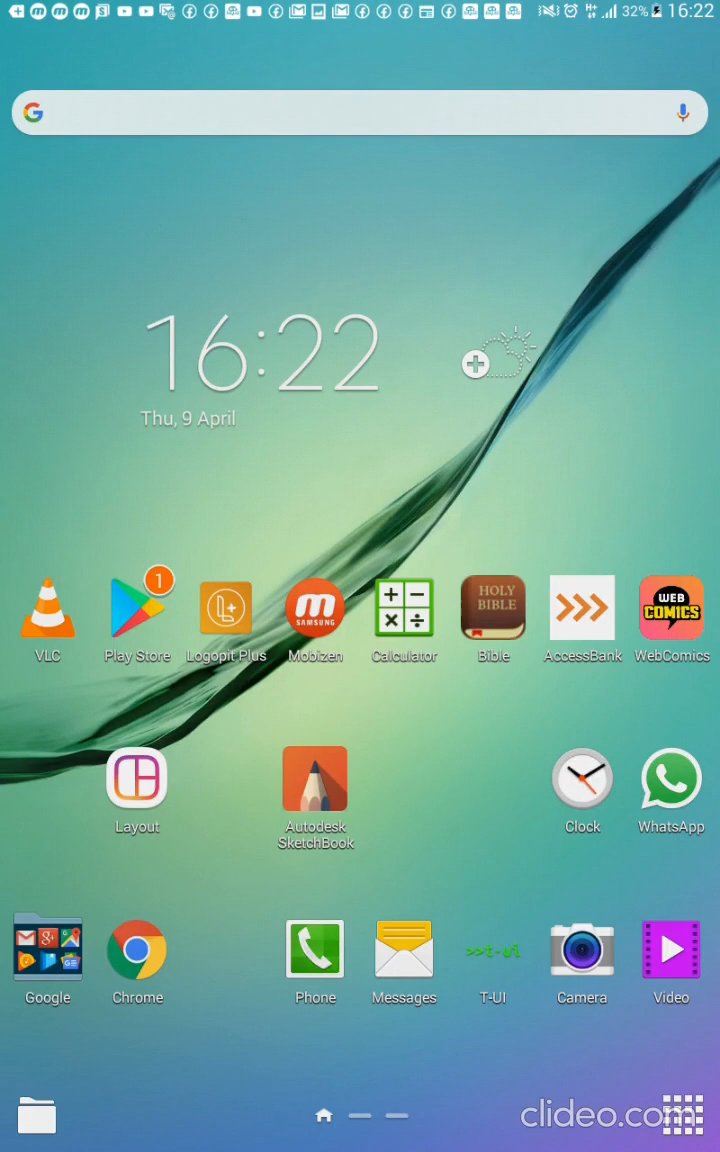 32% 16:22
16:22
Thu, 9 April
1
m
SAMSUNG
HOLY
BIBLE
WEB
COMICS
VLC Play Store Logopit Plus Mobizen Calculator Bible AccessBank WebComics
Layout Autodesk SketchBook Clock WhatsApp
>>t-ui
Google Chrome Phone Messages T-UI Camera Video
clideo.com